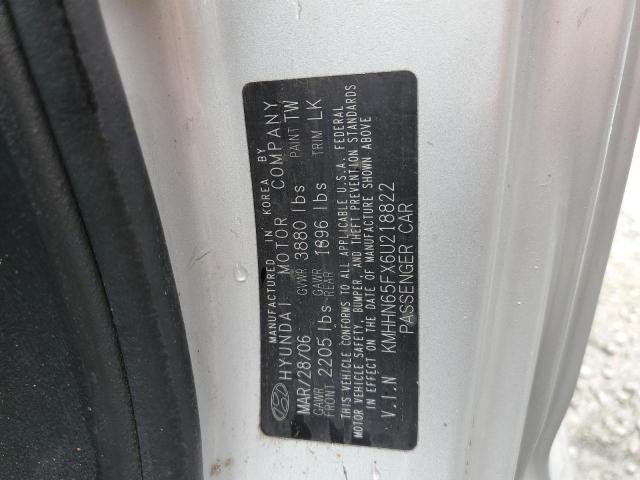 MANUFACTURED IN KOREA BY
HYUNDAI MOTOR COMPANY
MAR/28/06 GVWR 3880 lbs PAINT TW
GAWR FRONT 2205 lbs GAWR REAR 1896 lbs TRIM LK
THIS VEHICLE CONFORMS TO ALL APPLICABLE U.S.A. FEDERAL
MOTOR VEHICLE SAFETY, BUMPER, AND THEFT PREVENTION STANDARDS
IN EFFECT ON THE DATE OF MANUFACTURE SHOWN ABOVE
V.I.N KMHHN65FX6U218822
PASSENGER CAR